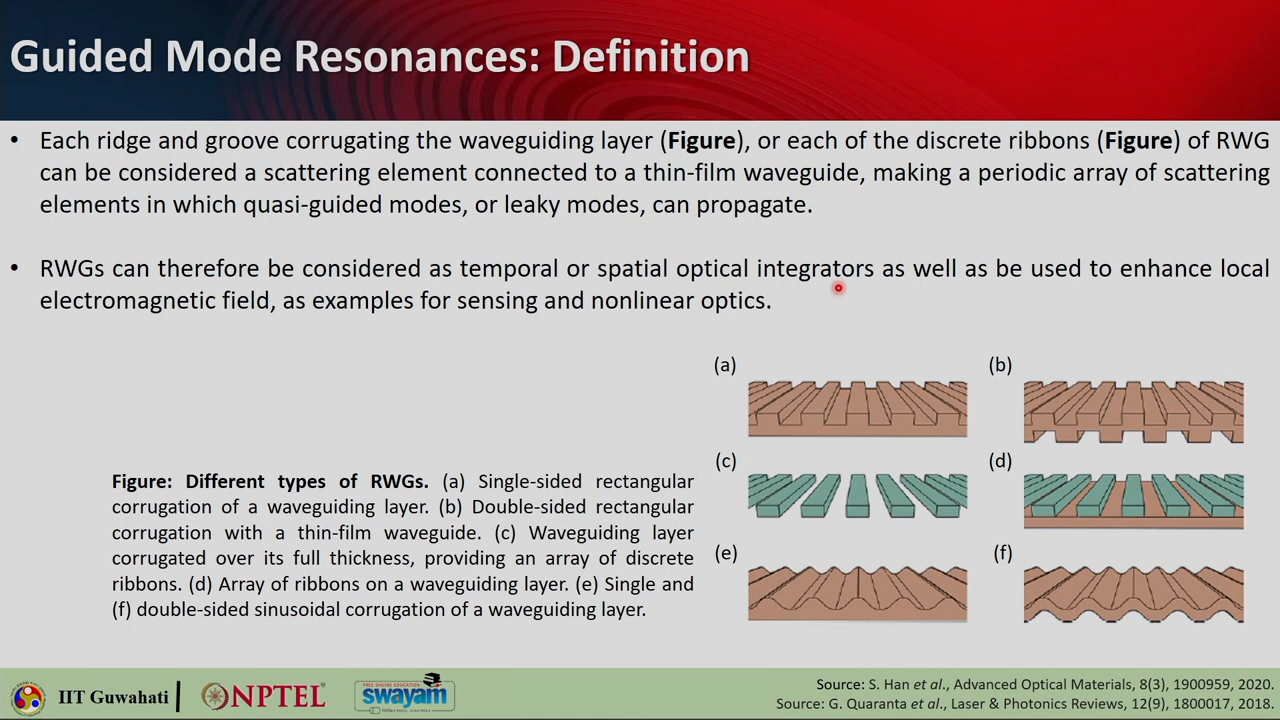 Guided Mode Resonances: Definition
• Each ridge and groove corrugating the waveguiding layer (Figure), or each of the discrete ribbons (Figure) of RWG
can be considered a scattering element connected to a thin-film waveguide, making a periodic array of scattering
elements in which quasi-guided modes, or leaky modes, can propagate.
• RWGs can therefore be considered as temporal or spatial optical integrators as well as be used to enhance local
electromagnetic field, as examples for sensing and nonlinear optics.
(a)
(b)
(c)
(d)
(e)
(f)
Figure: Different types of RWGs. (a) Single-sided rectangular
corrugation of a waveguiding layer. (b) Double-sided rectangular
corrugation with a thin-film waveguide. (c) Waveguiding layer
corrugated over its full thickness, providing an array of discrete
ribbons. (d) Array of ribbons on a waveguiding layer. (e) Single and
(f) double-sided sinusoidal corrugation of a waveguiding layer.
IIT Guwahati
NPTEL
FREE ONLINE EDUCATION
swayam
Source: S. Han et al., Advanced Optical Materials, 8(3), 1900959, 2020.
Source: G. Quaranta et al., Laser & Photonics Reviews, 12(9), 1800017, 2018.